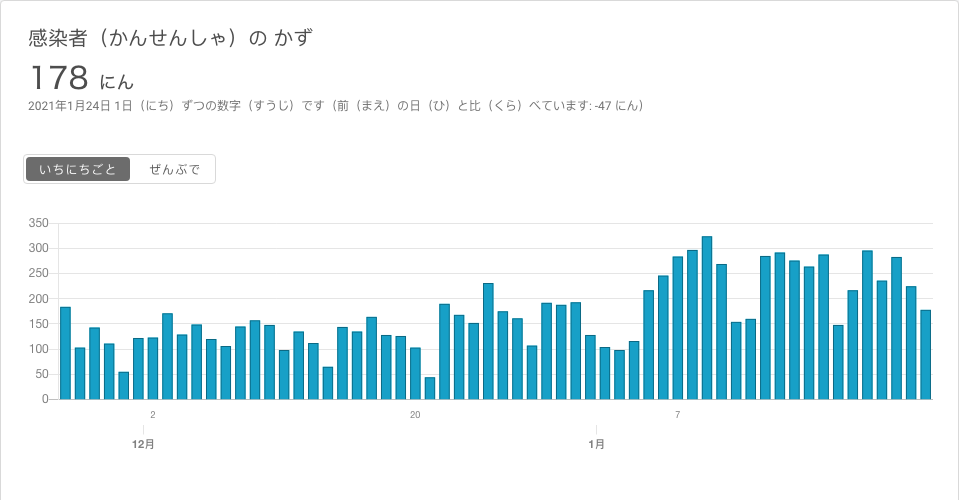 感染者（かんせんしゃ）の かず
178 にん
2021年1月24日 1日（にち）ずつの数字（すうじ）です（前（まえ）の日（ひ）と比（くら）べています: -47 にん）
いちにちごと ぜんぶで
350
300
250
200
150
100
50
0
2 20 7
12月 1月